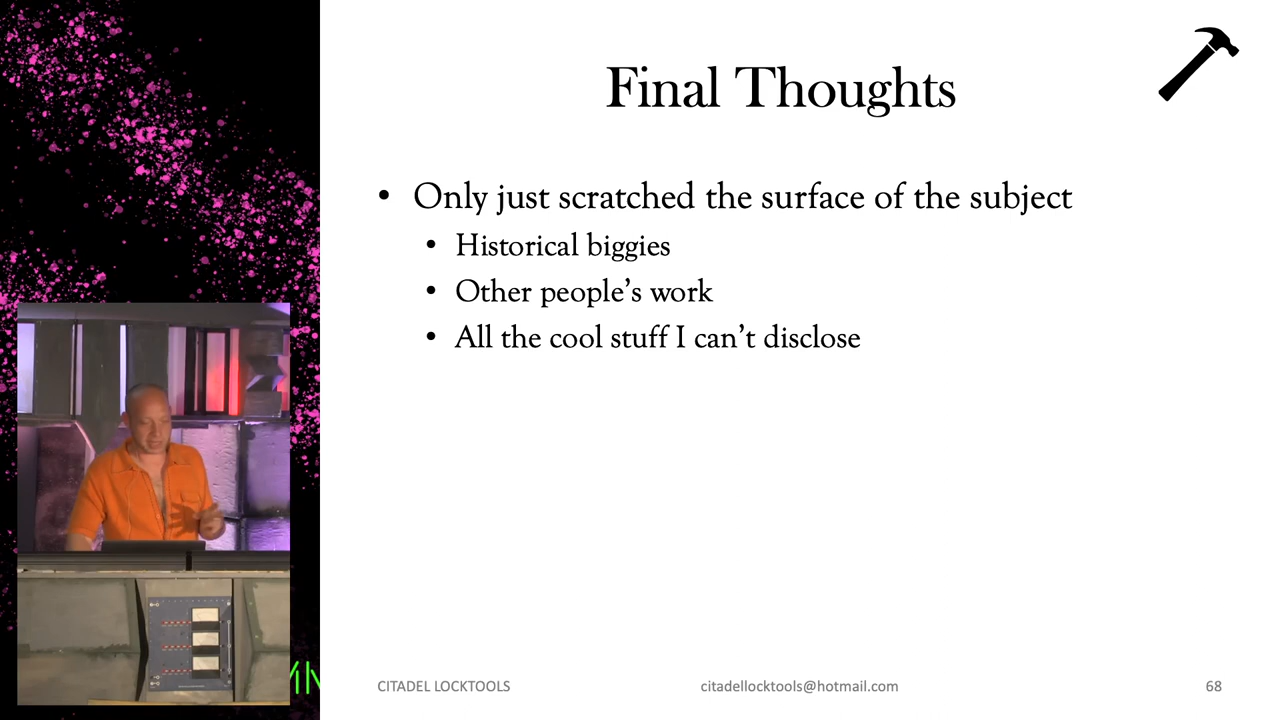 Final Thoughts
• Only just scratched the surface of the subject
• Historical biggies
• Other people’s work
• All the cool stuff I can’t disclose
CITADEL LOCKTOOLS
citadellocktools@hotmail.com
68